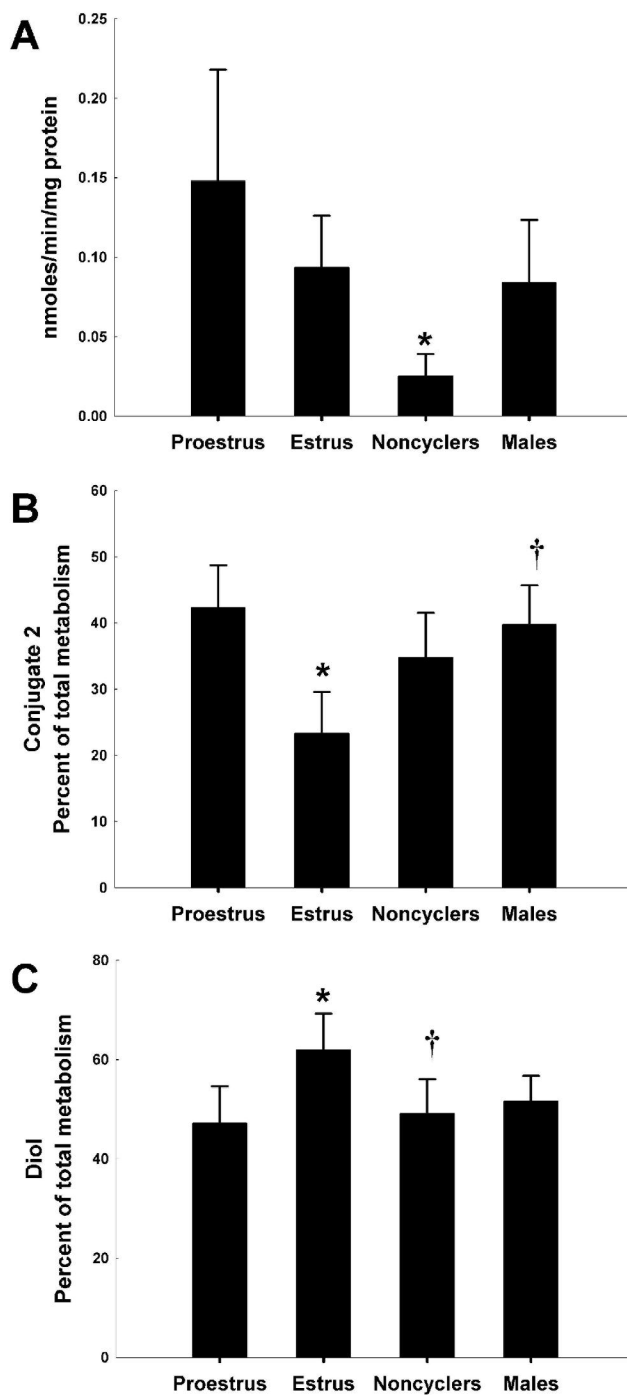 A
nmoles/min/mg protein
0.25
0.20
0.15
0.10
0.05
0.00
*
Proestrus Estrus Noncyclers Males
B
Conjugate 2
Percent of total metabolism
60
50
40
30
20
10
0
*
†
Proestrus Estrus Noncyclers Males
C
Diol
Percent of total metabolism
80
60
40
20
0
*
†
Proestrus Estrus Noncyclers Males